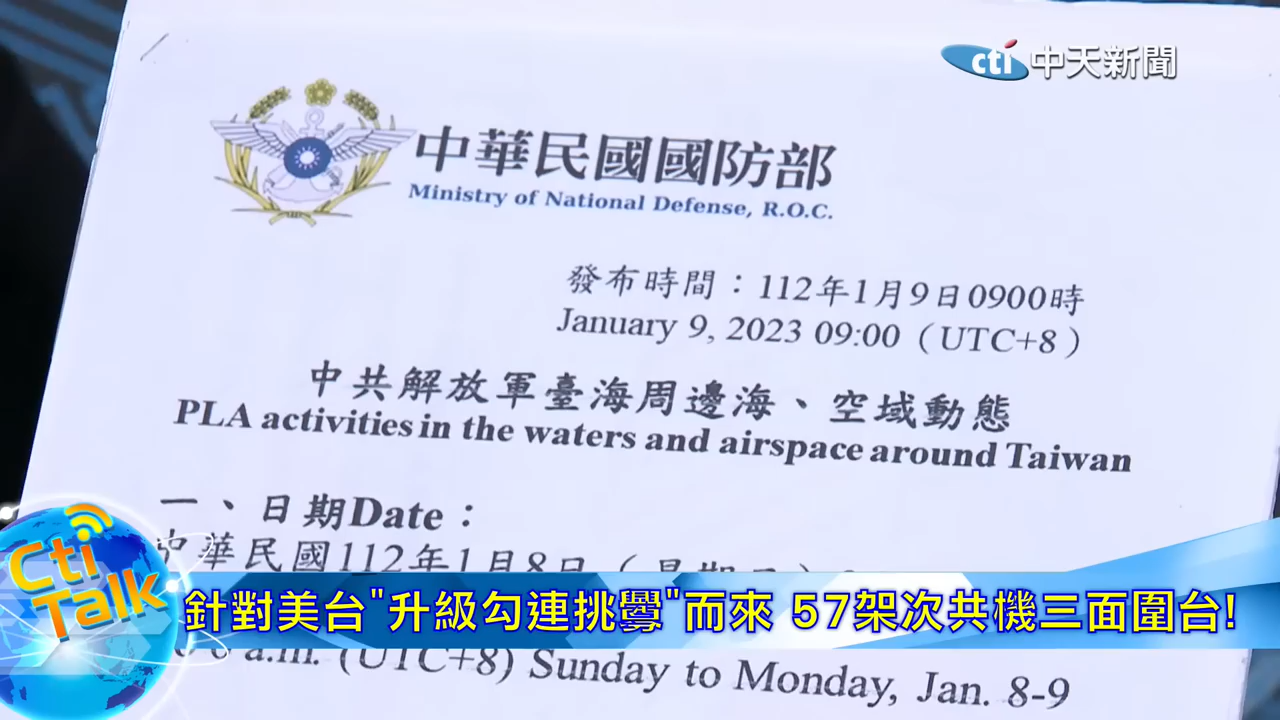 cti 中天新聞
中華民國國防部
Ministry of National Defense, R.O.C.
發布時間：112年1月9日0900時
January 9, 2023 09:00（UTC+8）
中共解放軍臺海周邊海、空域動態
PLA activities in the waters and airspace around Taiwan
一、日期Date：
中華民國112年1月8日（星期
Cti Talk
針對美台"升級勾連挑釁"而來 57架次共機三面圍台!
a.m. (UTC+8) Sunday to Monday, Jan. 8-9